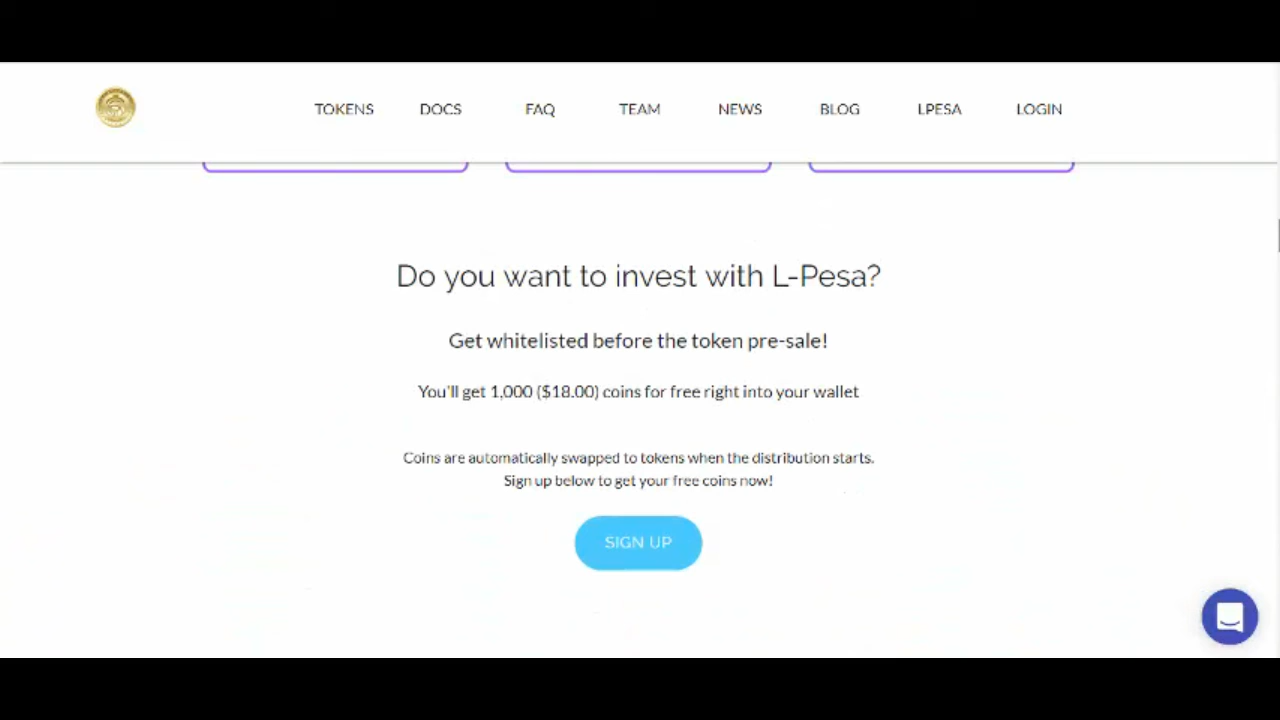 TOKENS DOCS FAQ TEAM NEWS BLOG LPESA LOGIN
Do you want to invest with L-Pesa?
Get whitelisted before the token pre-sale!
You'll get 1,000 ($18.00) coins for free right into your wallet
Coins are automatically swapped to tokens when the distribution starts.
Sign up below to get your free coins now!
SIGN UP